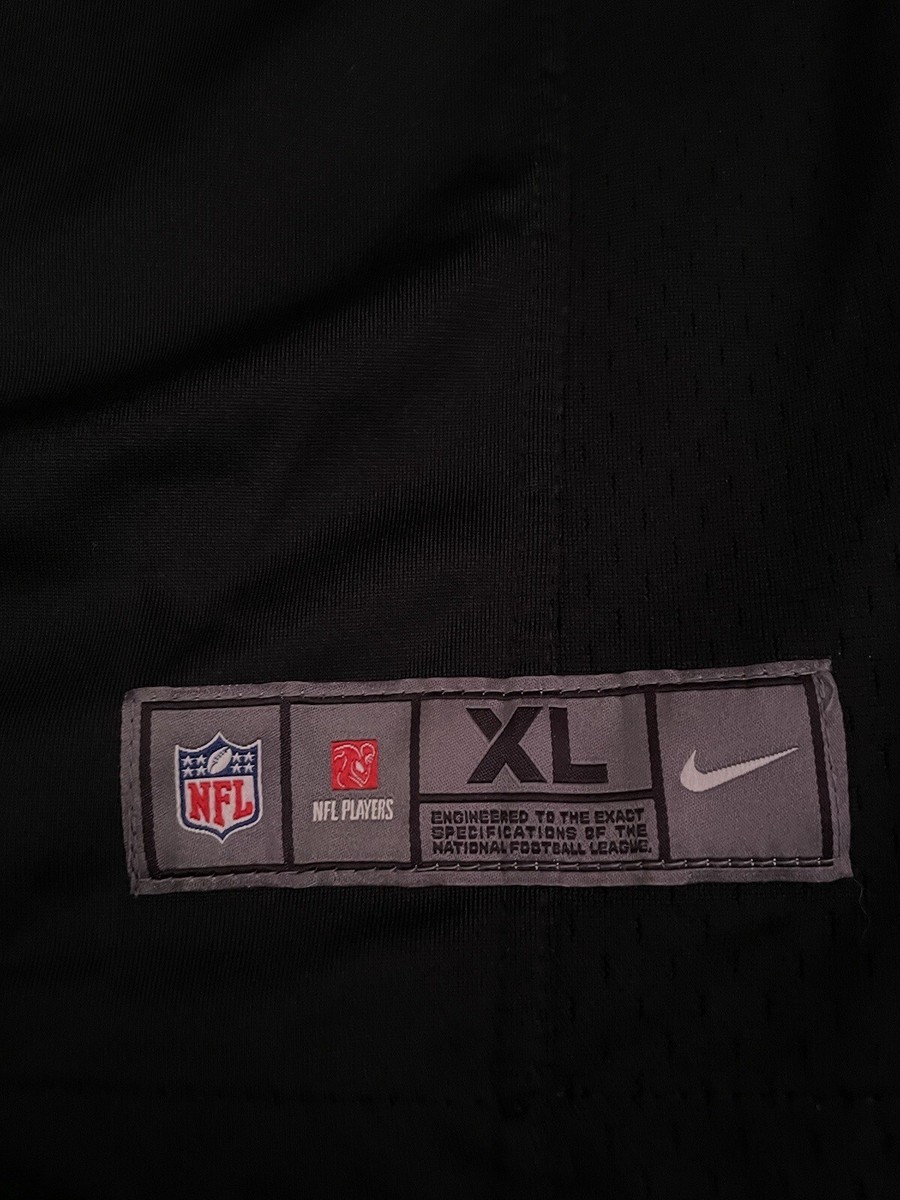 NFL
NFL PLAYERS
XL
ENGINEERED TO THE EXACT
SPECIFICATIONS OF THE
NATIONAL FOOTBALL LEAGUE.